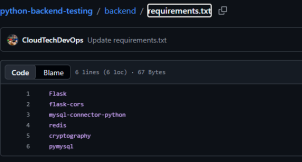 python-backend-testing / backend / requirements.txt
CloudTechDevOps Update requirements.txt
Code Blame 6 lines (6 loc) · 67 Bytes
1 Flask
2 flask-cors
3 mysql-connector-python
4 redis
5 cryptography
6 pymysql